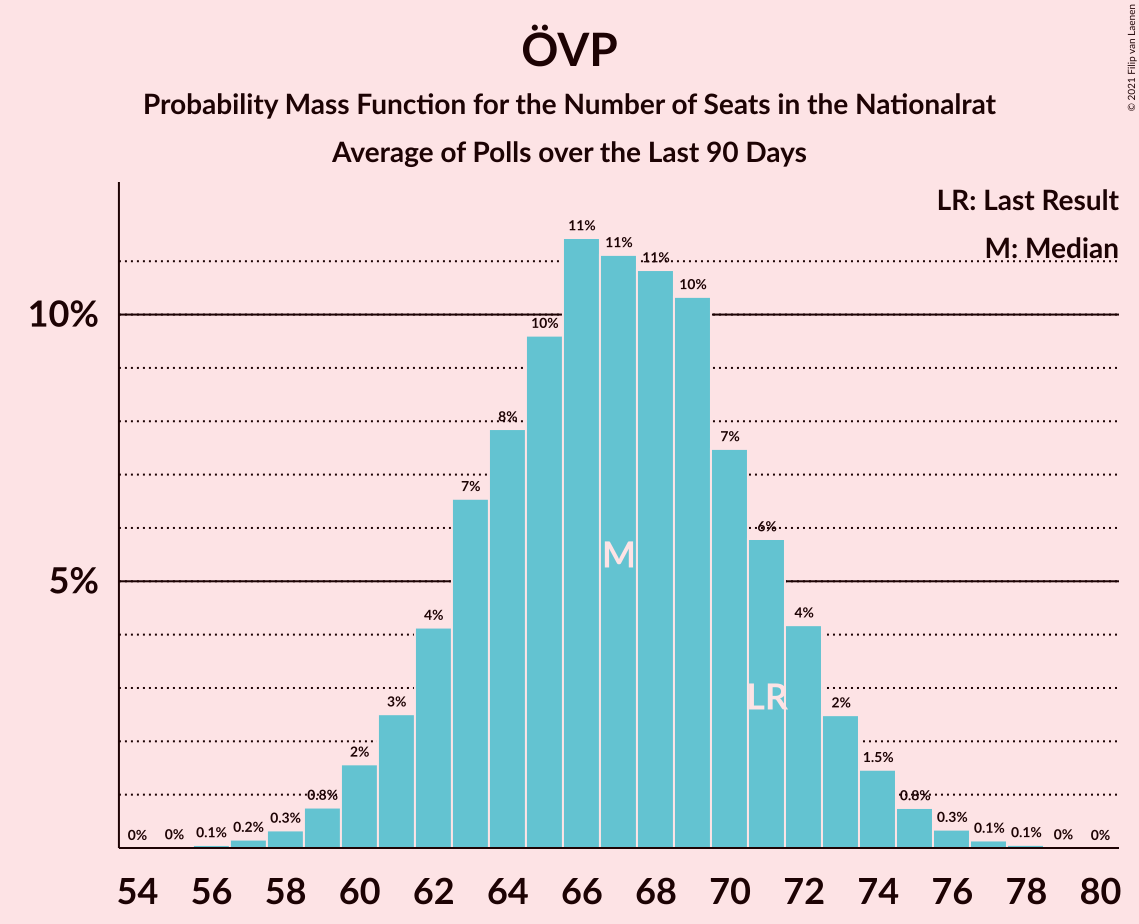 ÖVP
Probability Mass Function for the Number of Seats in the Nationalrat
Average of Polls over the Last 90 Days
© 2021 Filip van Laenen
LR: Last Result
M: Median
10%
5%
0% 0% 0.1% 0.2% 0.3% 0.8% 2% 3% 4% 7% 8% 10% 11% 11% 11% 10% 7% 6% 4% 2% 1.5% 0.8% 0.3% 0.1% 0.1% 0% 0%
M
LR
54 56 58 60 62 64 66 68 70 72 74 76 78 80